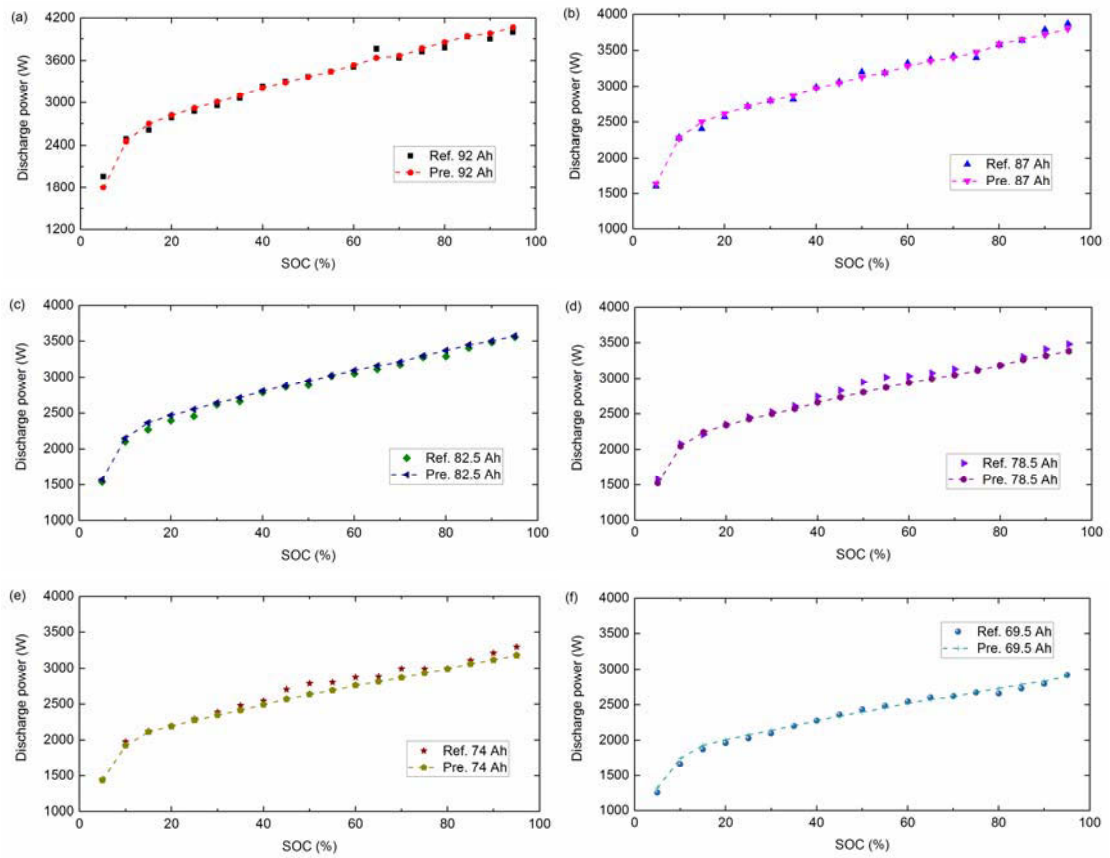 (a)
Discharge power (W)
4200
3600
3000
2400
1800
1200
0 20 40 60 80 100
SOC (%)
Ref. 92 Ah
Pre. 92 Ah
(b)
Discharge power (W)
4000
3500
3000
2500
2000
1500
1000
0 20 40 60 80 100
SOC (%)
Ref. 87 Ah
Pre. 87 Ah
(c)
Discharge power (W)
4000
3500
3000
2500
2000
1500
1000
0 20 40 60 80 100
SOC (%)
Ref. 82.5 Ah
Pre. 82.5 Ah
(d)
Discharge power (W)
4000
3500
3000
2500
2000
1500
1000
0 20 40 60 80 100
SOC (%)
Ref. 78.5 Ah
Pre. 78.5 Ah
(e)
Discharge power (W)
4000
3500
3000
2500
2000
1500
1000
0 20 40 60 80 100
SOC (%)
Ref. 74 Ah
Pre. 74 Ah
(f)
Discharge power (W)
4000
3500
3000
2500
2000
1500
1000
0 20 40 60 80 100
SOC (%)
Ref. 69.5 Ah
Pre. 69.5 Ah